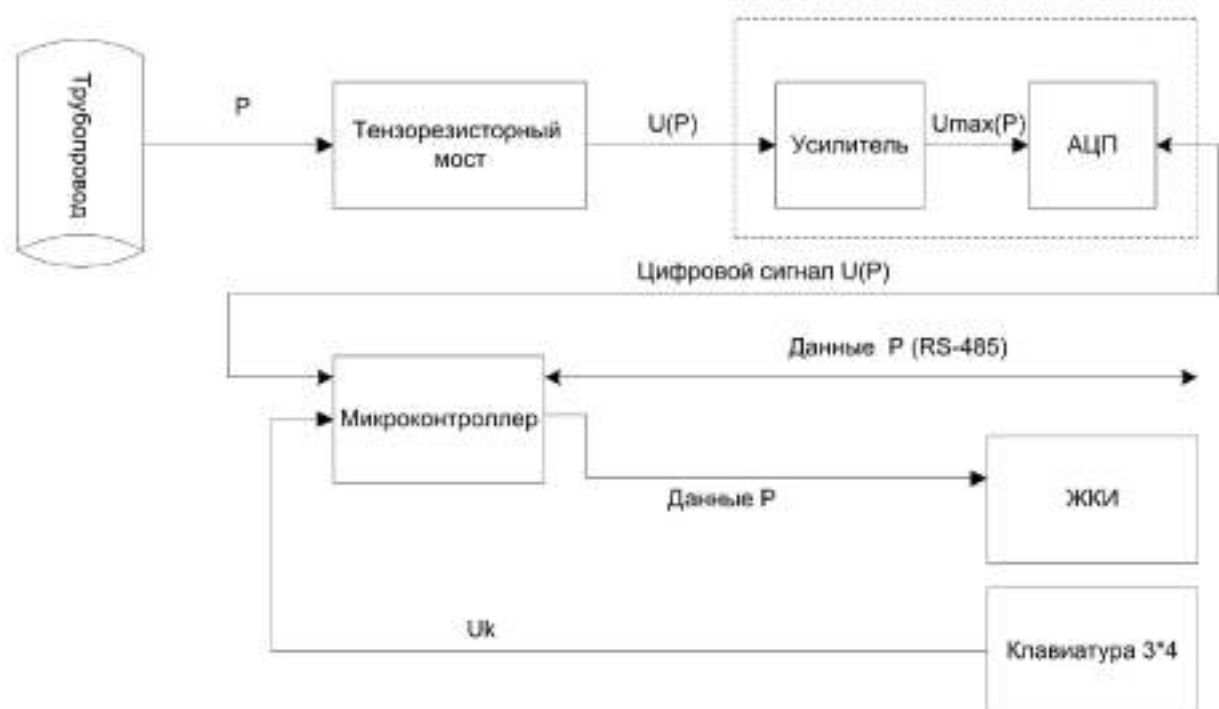 Трубопровод
P
Тензорезисторный
мост
U(P)
Усилитель
Umax(P)
АЦП
Цифровой сигнал U(P)
Данные P (RS-485)
Микроконтроллер
Данные P
ЖКИ
Uk
Клавиатура 3*4